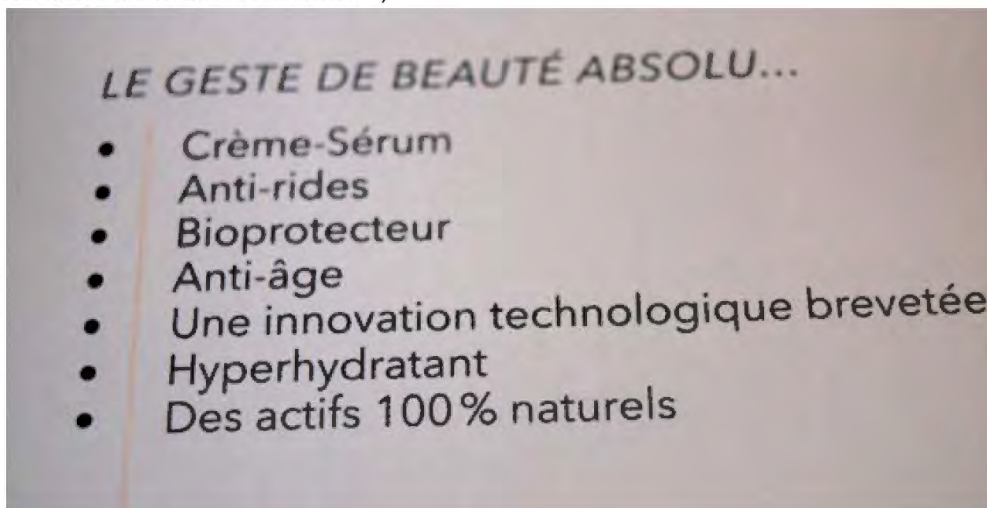 LE GESTE DE BEAUTÉ ABSOLU...
• Crème-Sérum
• Anti-rides
• Bioprotecteur
• Anti-âge
• Une innovation technologique brevetée
• Hyperhydratant
• Des actifs 100 % naturels